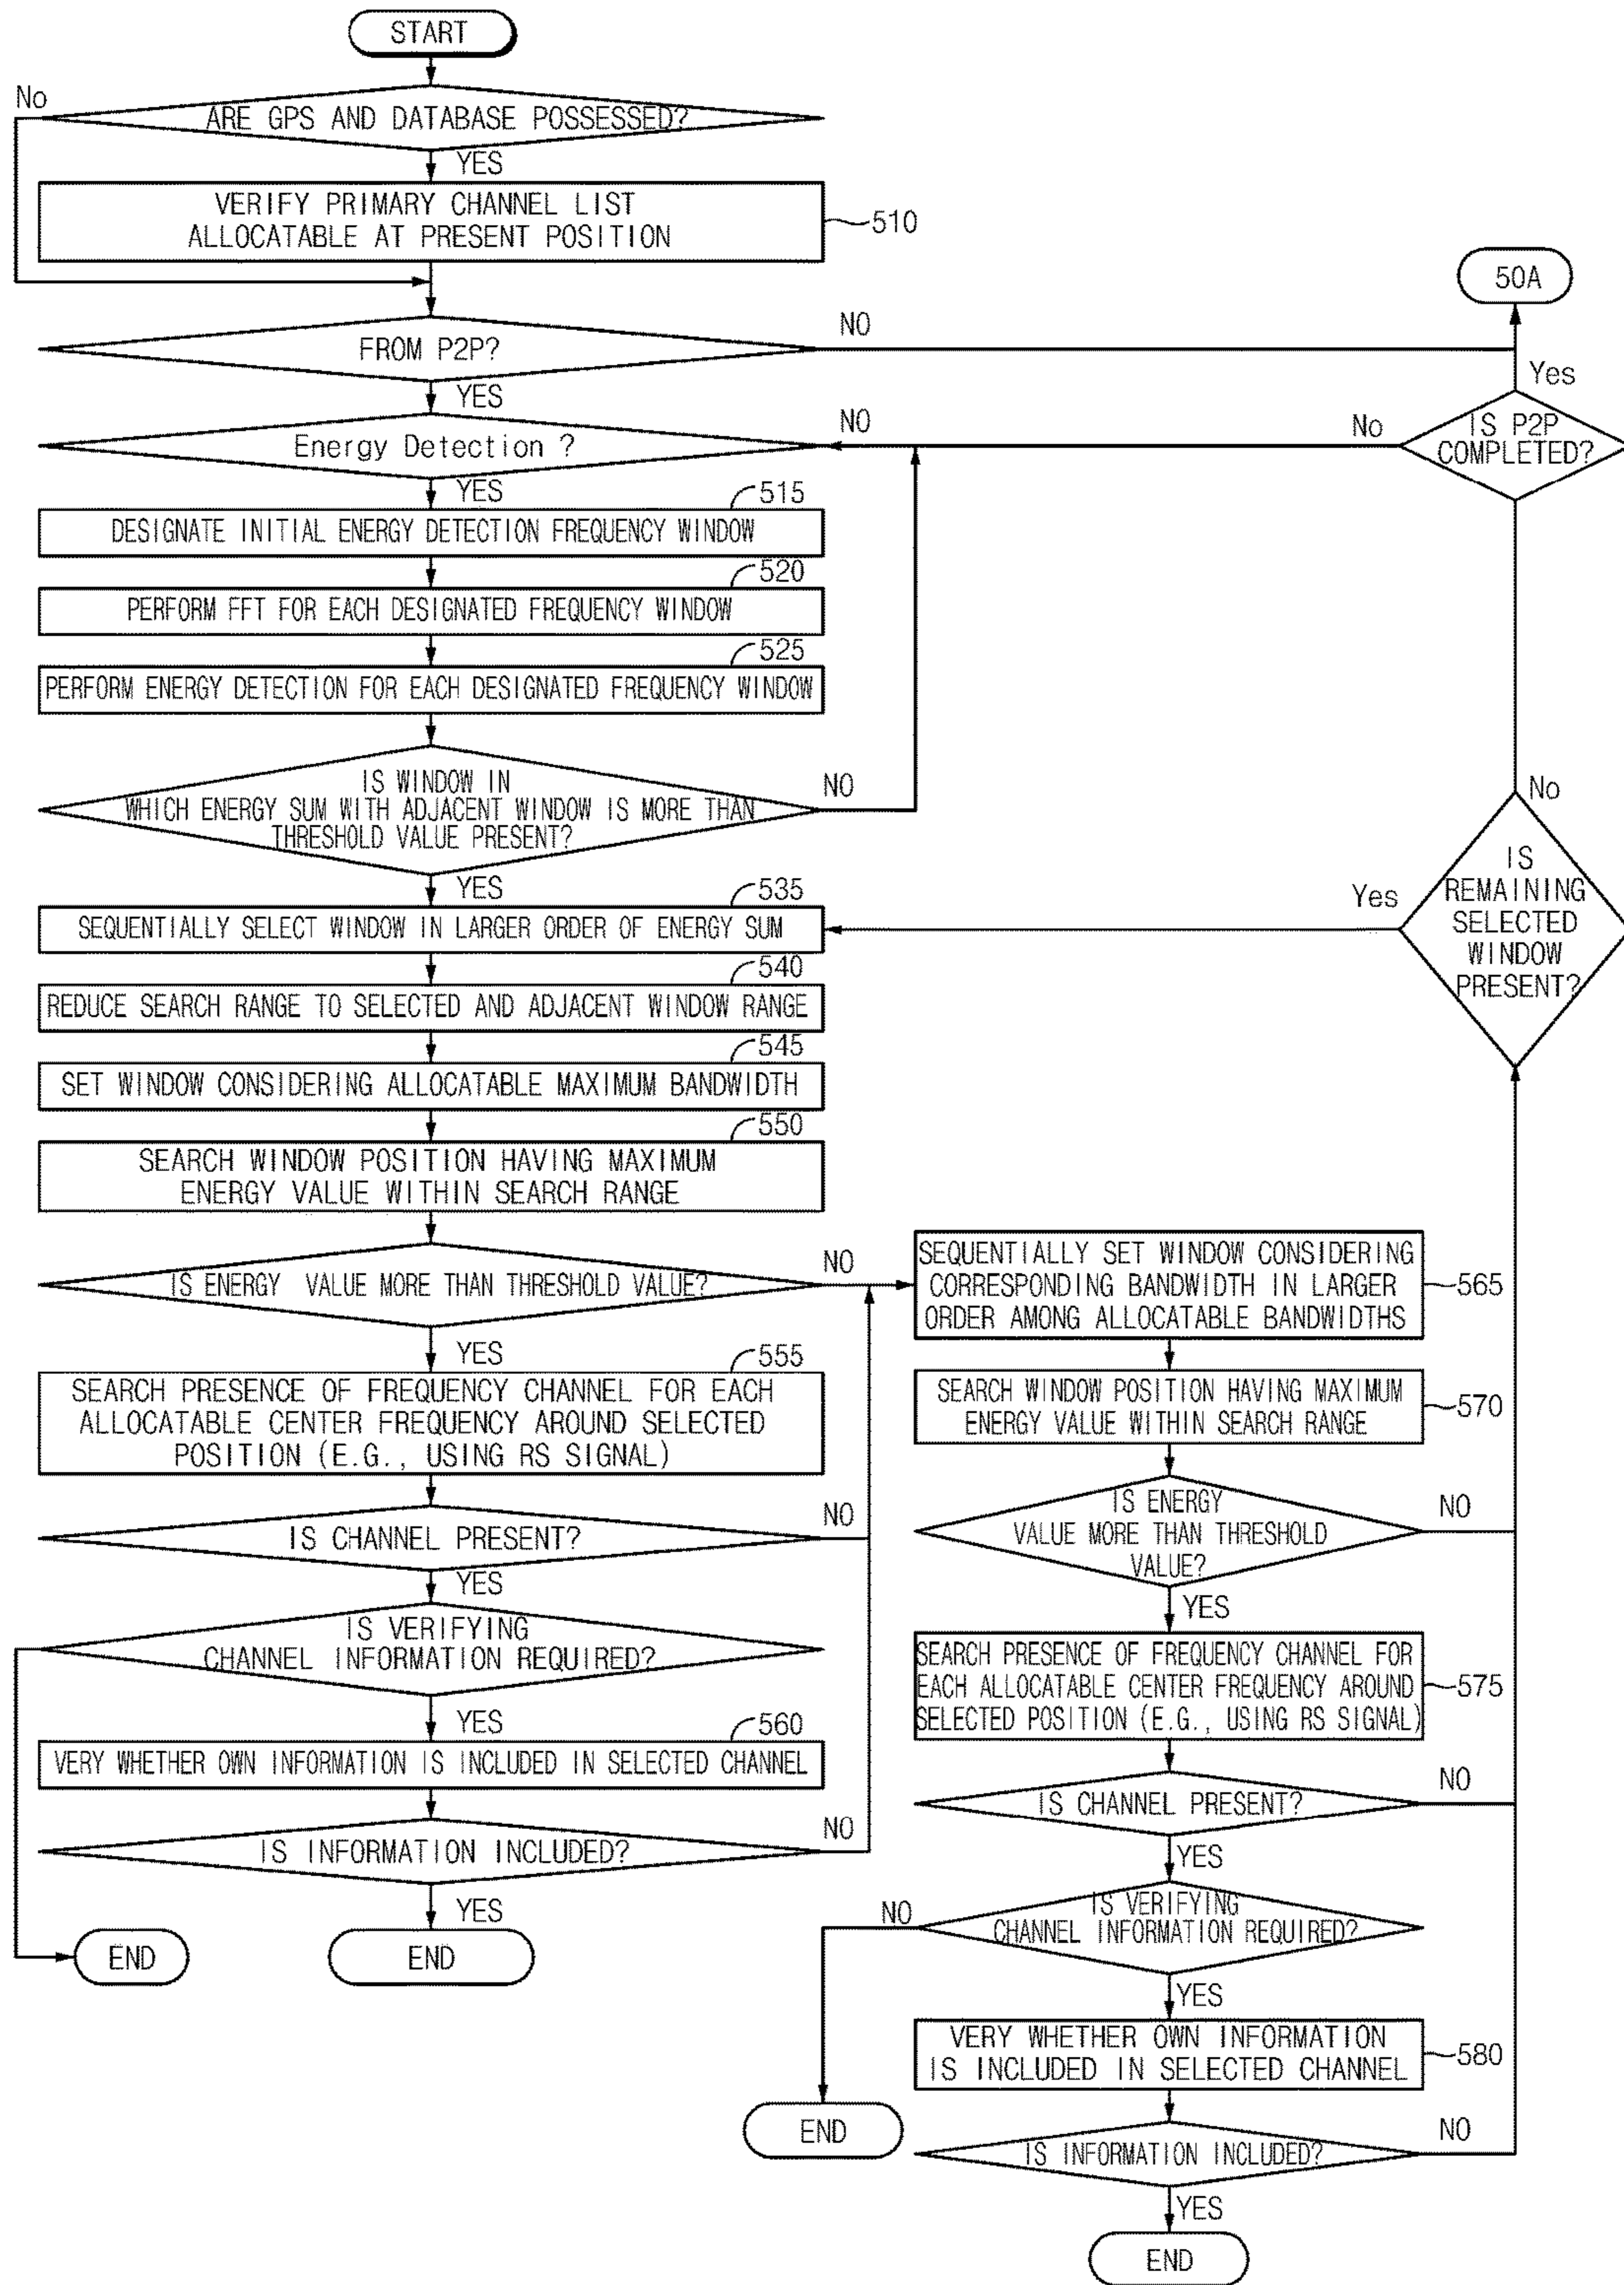 START
No
ARE GPS AND DATABASE POSSESSED?
YES
VERIFY PRIMARY CHANNEL LIST
ALLOCATABLE AT PRESENT POSITION
510
50A
FROM P2P?
NO
YES
Yes
Energy Detection ?
NO
No
IS P2P
COMPLETED?
YES
515
DESIGNATE INITIAL ENERGY DETECTION FREQUENCY WINDOW
520
PERFORM FFT FOR EACH DESIGNATED FREQUENCY WINDOW
525
PERFORM ENERGY DETECTION FOR EACH DESIGNATED FREQUENCY WINDOW
IS WINDOW IN
WHICH ENERGY SUM WITH ADJACENT WINDOW IS MORE THAN
THRESHOLD VALUE PRESENT?
NO
YES
No
IS
REMAINING
SELECTED
WINDOW
PRESENT?
Yes
535
SEQUENTIALLY SELECT WINDOW IN LARGER ORDER OF ENERGY SUM
540
REDUCE SEARCH RANGE TO SELECTED AND ADJACENT WINDOW RANGE
545
SET WINDOW CONSIDERING ALLOCATABLE MAXIMUM BANDWIDTH
550
SEARCH WINDOW POSITION HAVING MAXIMUM
ENERGY VALUE WITHIN SEARCH RANGE
IS ENERGY VALUE MORE THAN THRESHOLD VALUE?
NO
YES
555
SEARCH PRESENCE OF FREQUENCY CHANNEL FOR EACH
ALLOCATABLE CENTER FREQUENCY AROUND SELECTED
POSITION (E.G., USING RS SIGNAL)
IS CHANNEL PRESENT?
NO
YES
IS VERIFYING
CHANNEL INFORMATION REQUIRED?
YES
560
VERY WHETHER OWN INFORMATION IS INCLUDED IN SELECTED CHANNEL
IS INFORMATION INCLUDED?
NO
YES
END
END
SEQUENTIALLY SET WINDOW CONSIDERING
CORRESPONDING BANDWIDTH IN LARGER
ORDER AMONG ALLOCATABLE BANDWIDTHS
565
SEARCH WINDOW POSITION HAVING MAXIMUM
ENERGY VALUE WITHIN SEARCH RANGE
570
IS ENERGY
VALUE MORE THAN THRESHOLD
VALUE?
NO
YES
SEARCH PRESENCE OF FREQUENCY CHANNEL FOR
EACH ALLOCATABLE CENTER FREQUENCY AROUND
SELECTED POSITION (E.G., USING RS SIGNAL)
575
IS CHANNEL PRESENT?
NO
YES
IS VERIFYING
CHANNEL INFORMATION REQUIRED?
NO
YES
VERY WHETHER OWN INFORMATION
IS INCLUDED IN SELECTED CHANNEL
580
END
IS INFORMATION INCLUDED?
NO
YES
END